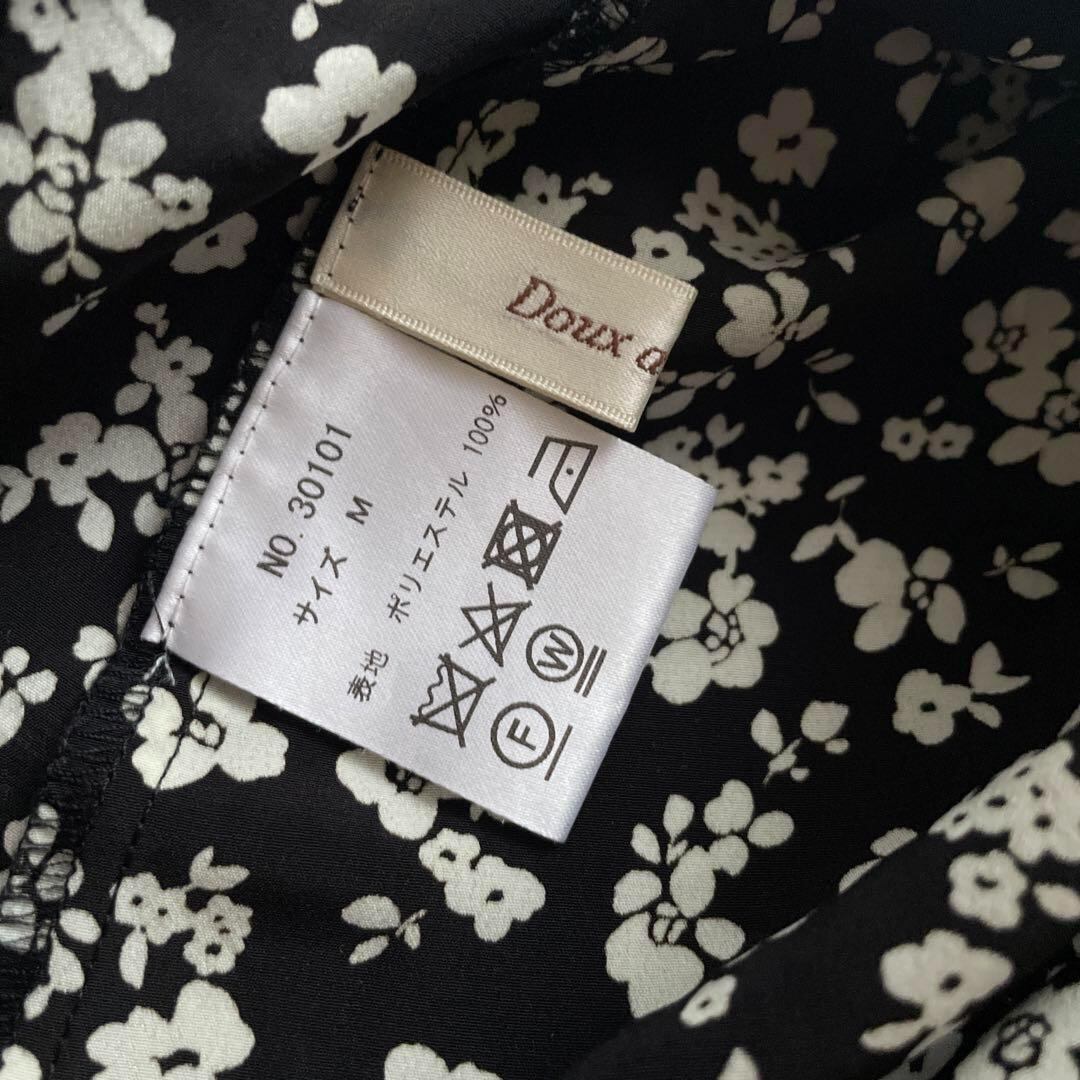 Doux a
NO. 30101
サイズ M
表地 ポリエステル 100%
W
F